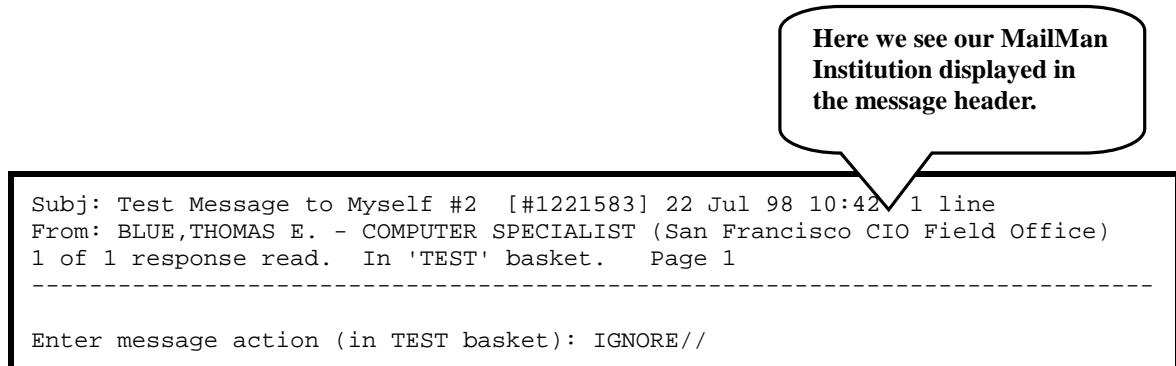 Here we see our MailMan
Institution displayed in
the message header.
Subj: Test Message to Myself #2  [#1221583] 22 Jul 98 10:42  1 line
From: BLUE,THOMAS E. - COMPUTER SPECIALIST (San Francisco CIO Field Office)
1 of 1 response read.  In 'TEST' basket.   Page 1
------------------------------------------------------------------------------
Enter message action (in TEST basket): IGNORE//